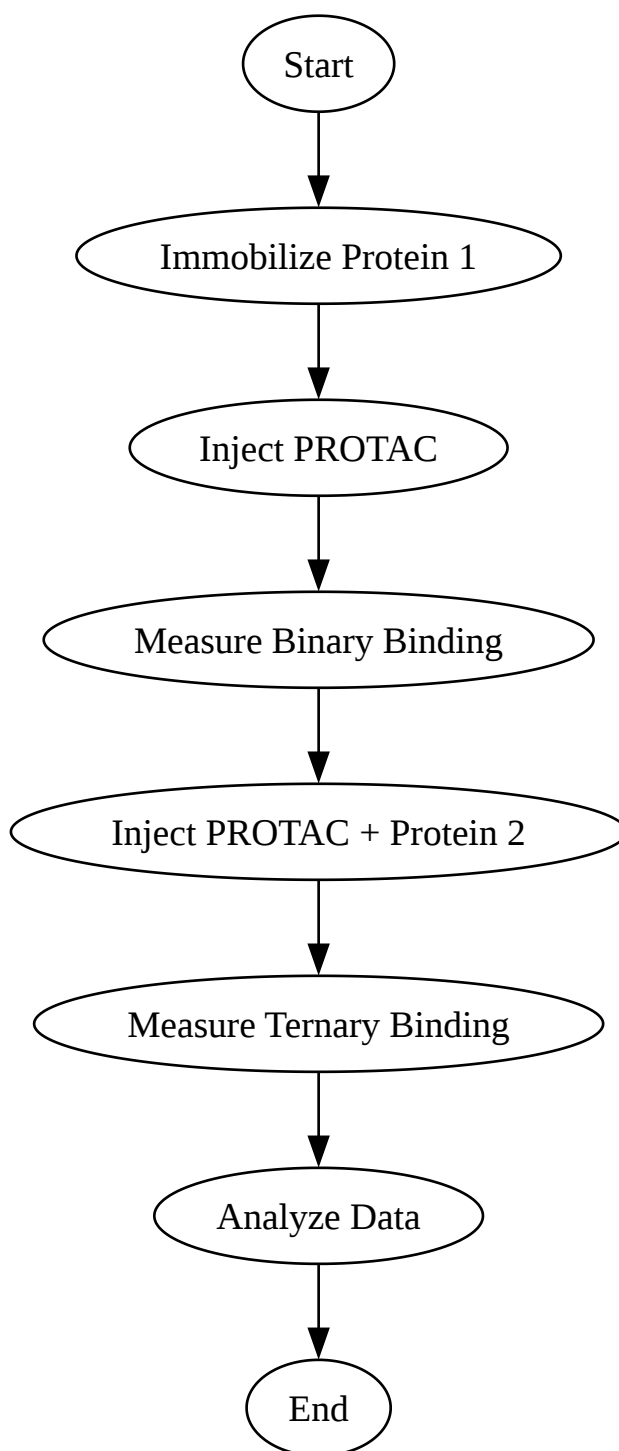 Start
Immobilize Protein 1
Inject PROTAC
Measure Binary Binding
Inject PROTAC + Protein 2
Measure Ternary Binding
Analyze Data
End